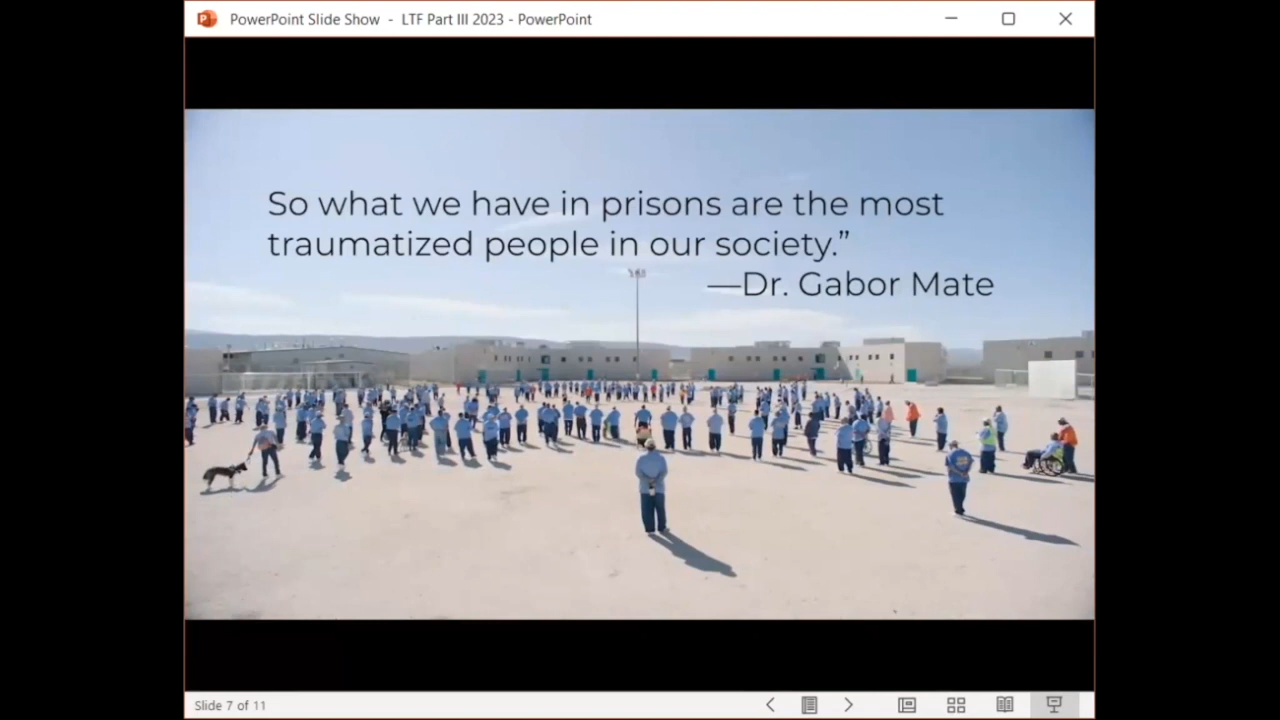 PowerPoint Slide Show - LTF Part III 2023 - PowerPoint
So what we have in prisons are the most
traumatized people in our society.”
—Dr. Gabor Mate
Slide 7 of 11